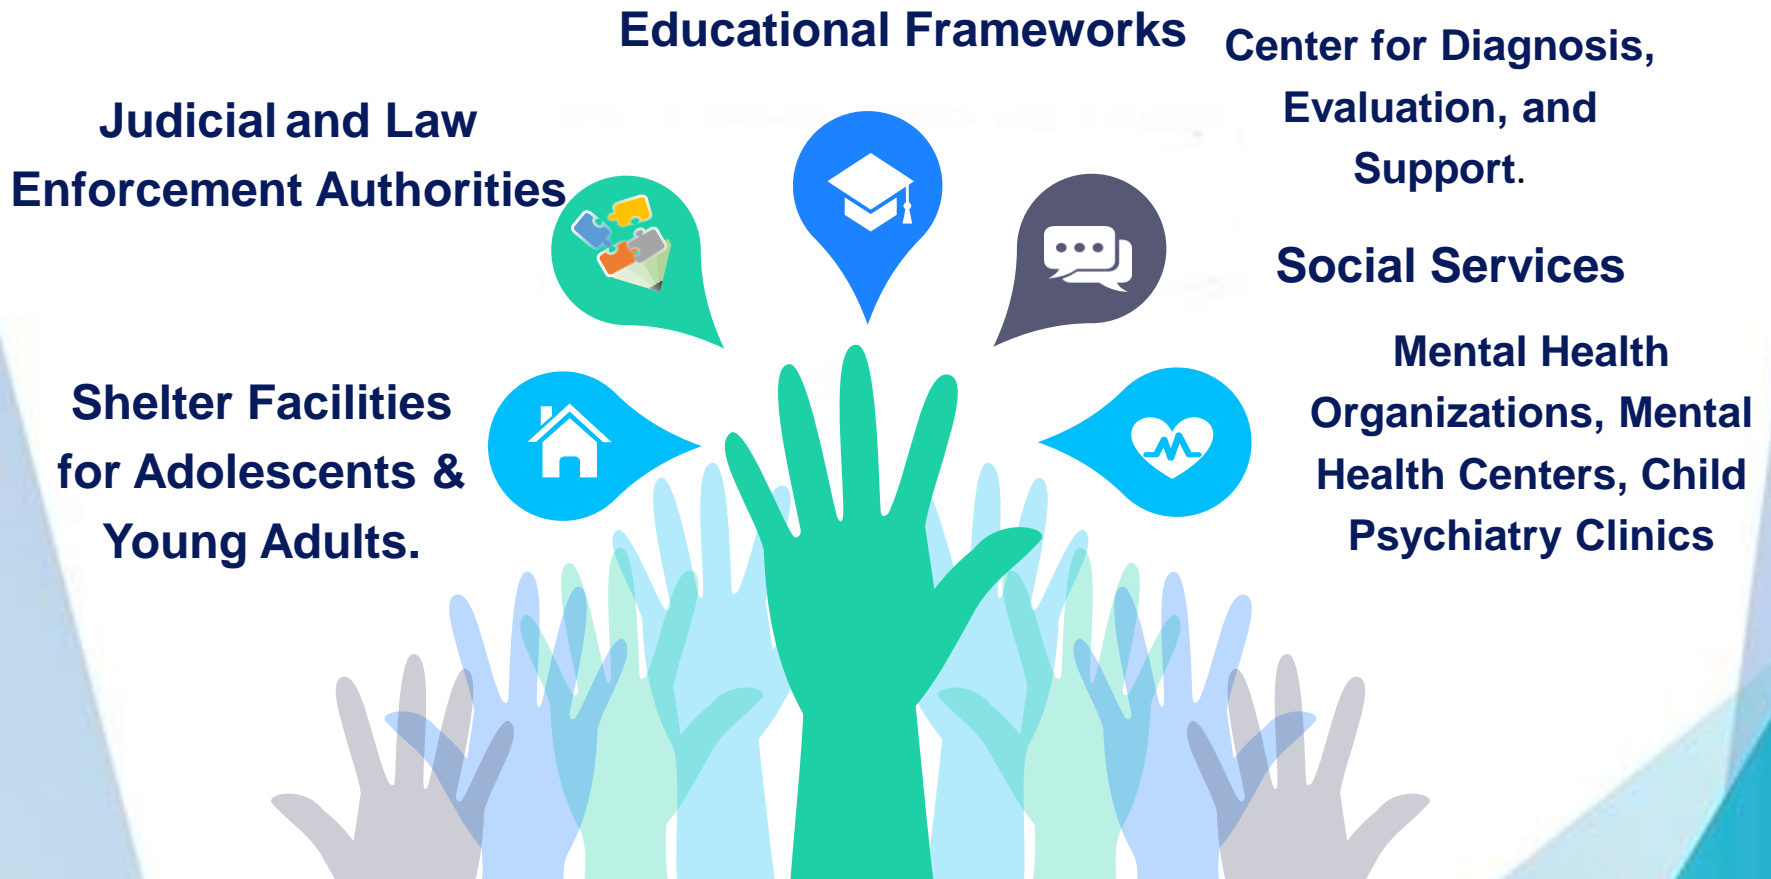 Educational Frameworks
Center for Diagnosis,
Evaluation, and
Support.
Judicial and Law
Enforcement Authorities
Social Services
Mental Health
Organizations, Mental
Health Centers, Child
Psychiatry Clinics
Shelter Facilities
for Adolescents &
Young Adults.